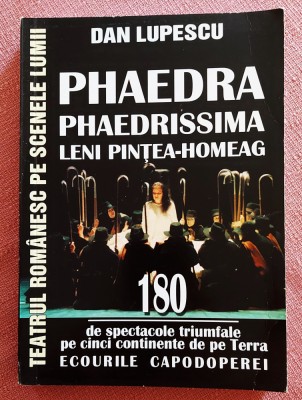 DAN LUPESCU
PHAEDRA
PHAEDRISSIMA
LENI PINȚEA-HOMEAG
TEATRUL ROMÂNESC PE SCENELE LUMII
180
de spectacole triumfale
pe cinci continente de pe Terra
ECOURILE CAPODOPEREI